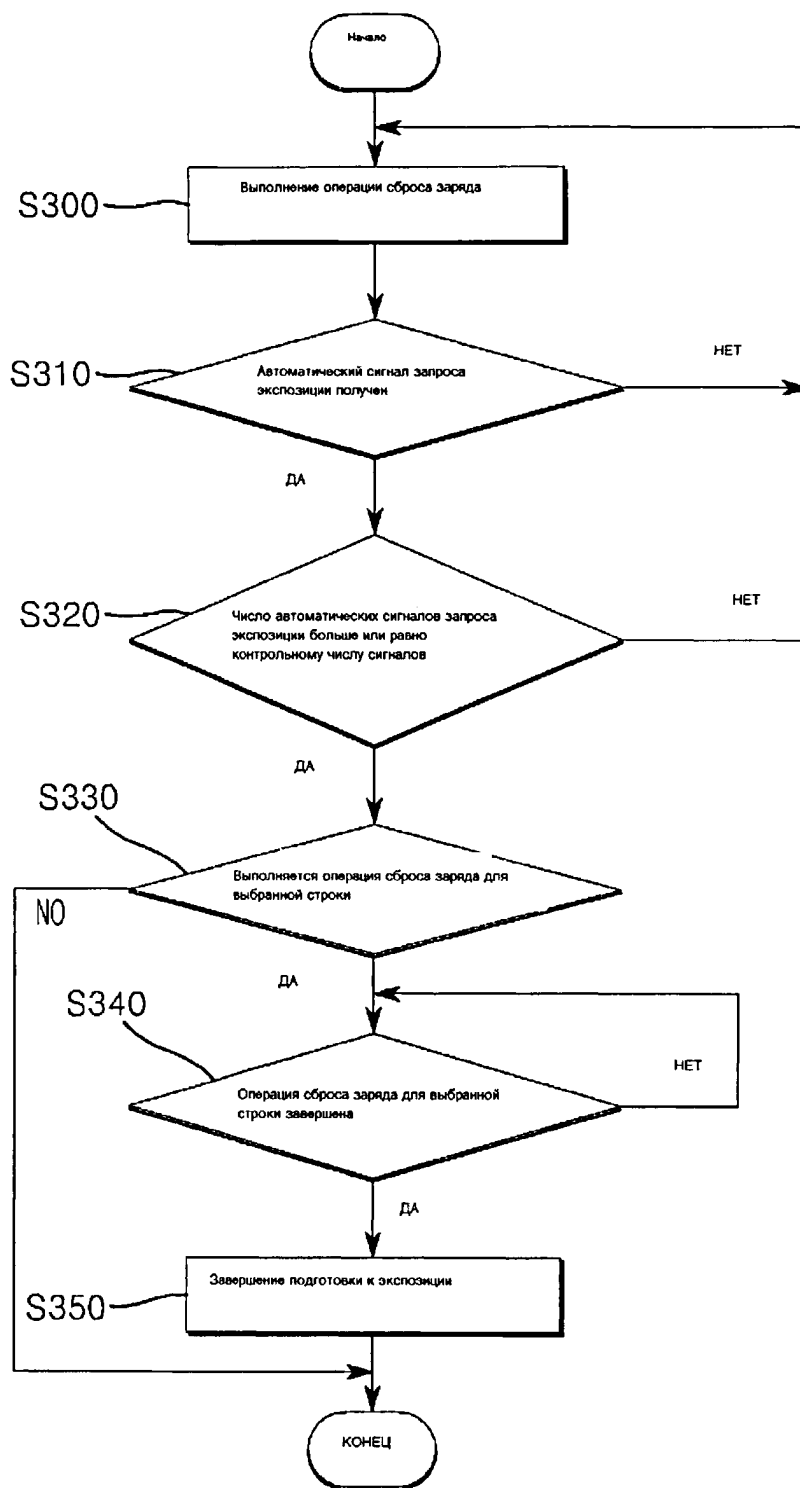 Начало
Выполнение операции сброса заряда
S300
Автоматический сигнал запроса
экспозиции получен
S310
НЕТ
ДА
Число автоматических сигналов запроса
экспозиции больше или равно
контрольному числу сигналов
S320
НЕТ
ДА
S330
Выполняется операция сброса заряда для
выбранной строки
NO
ДА
S340
Операция сброса заряда для выбранной
строки завершена
НЕТ
ДА
Завершение подготовки к экспозиции
S350
КОНЕЦ